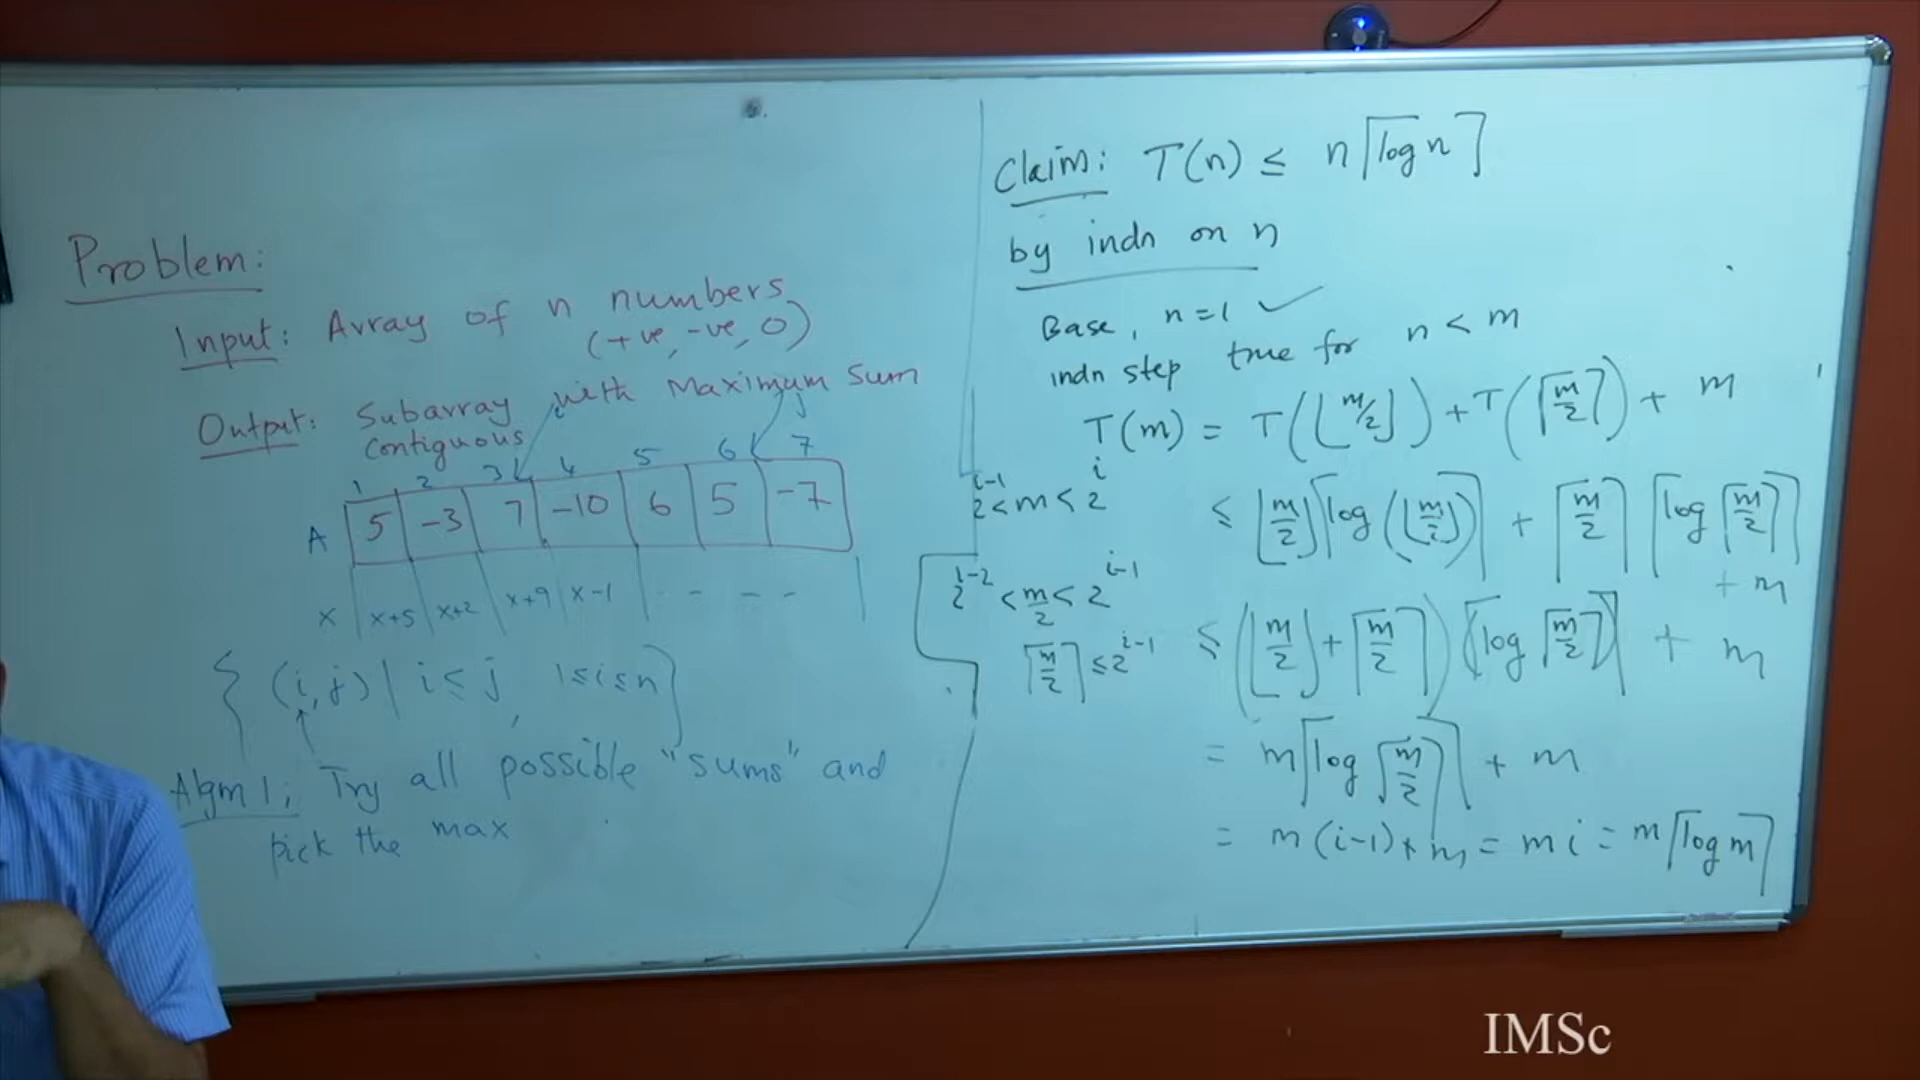 Problem:
Input: Array of n numbers
(+ve, -ve, 0)
Output: Subarray with Maximum Sum
contiguous
i j
1 2 3 4 5 6 7
A 5 -3 7 -10 6 5 -7
x x+5 x+2 x+9 x-1 - - -
{ (i,j) | i ≤ j, 1≤i≤n }
Algm 1: Try all possible "sums" and
pick the max
Claim: T(n) ≤ n⌈log n⌉
by indn on n
Base, n=1 ✓
indn step true for n < m
T(m) = T(⌊m/2⌋) + T(⌈m/2⌉) + m
2^{i-1} < m < 2^i
≤ ⌊m/2⌋⌈log(⌊m/2⌋)⌉ + ⌈m/2⌉⌈log⌈m/2⌉⌉
+ m
2^{i-2} < m/2 < 2^{i-1}
⌈m/2⌉ ≤ 2^{i-1}
≤ (⌊m/2⌋ + ⌈m/2⌉)(⌈log⌈m/2⌉⌉) + m
= m⌈log⌈m/2⌉⌉ + m
= m(i-1) + m = mi = m⌈log m⌉
IMSc